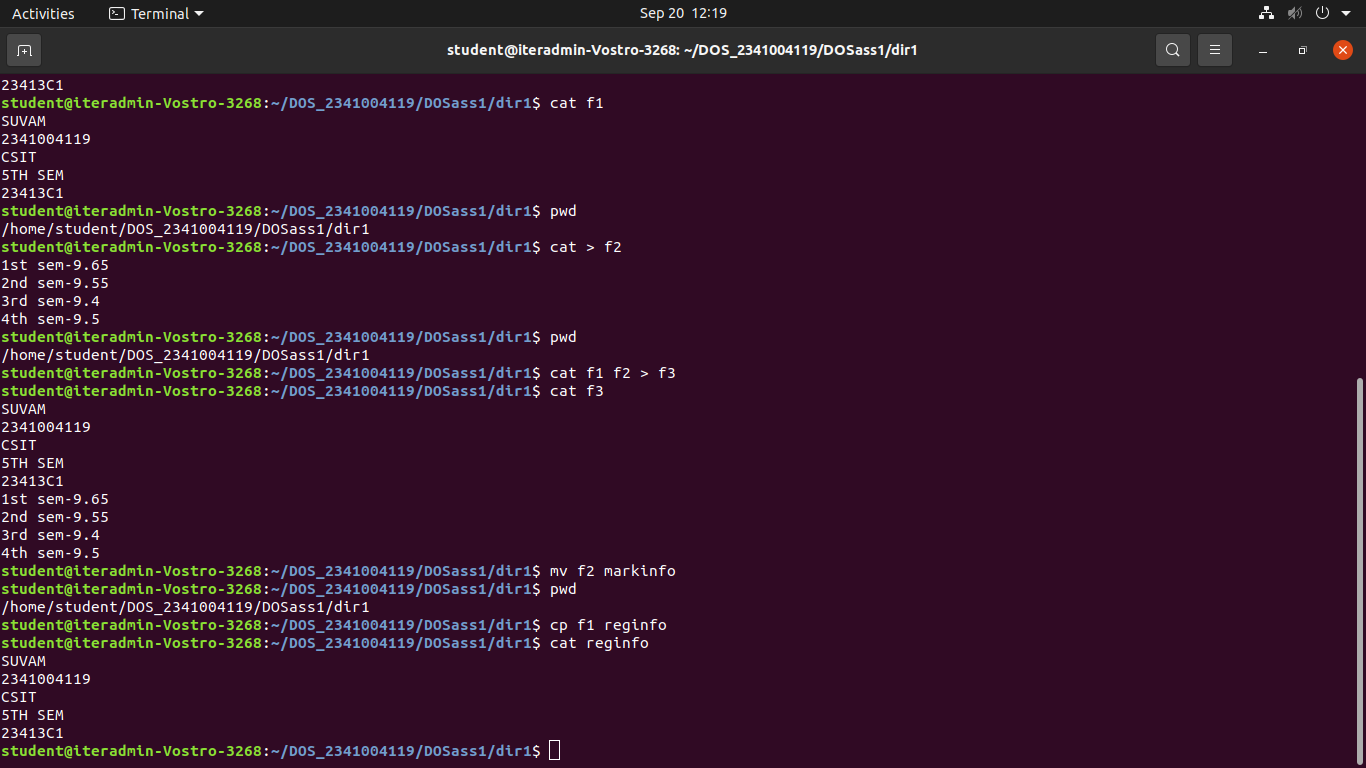 Activities
Terminal
Sep 20 12:19
student@iteradmin-Vostro-3268: ~/DOS_2341004119/DOSass1/dir1
23413C1
student@iteradmin-Vostro-3268:~/DOS_2341004119/DOSass1/dir1$ cat f1
SUVAM
2341004119
CSIT
5TH SEM
23413C1
student@iteradmin-Vostro-3268:~/DOS_2341004119/DOSass1/dir1$ pwd
/home/student/DOS_2341004119/DOSass1/dir1
student@iteradmin-Vostro-3268:~/DOS_2341004119/DOSass1/dir1$ cat > f2
1st sem-9.65
2nd sem-9.55
3rd sem-9.4
4th sem-9.5
student@iteradmin-Vostro-3268:~/DOS_2341004119/DOSass1/dir1$ pwd
/home/student/DOS_2341004119/DOSass1/dir1
student@iteradmin-Vostro-3268:~/DOS_2341004119/DOSass1/dir1$ cat f1 f2 > f3
student@iteradmin-Vostro-3268:~/DOS_2341004119/DOSass1/dir1$ cat f3
SUVAM
2341004119
CSIT
5TH SEM
23413C1
1st sem-9.65
2nd sem-9.55
3rd sem-9.4
4th sem-9.5
student@iteradmin-Vostro-3268:~/DOS_2341004119/DOSass1/dir1$ mv f2 markinfo
student@iteradmin-Vostro-3268:~/DOS_2341004119/DOSass1/dir1$ pwd
/home/student/DOS_2341004119/DOSass1/dir1
student@iteradmin-Vostro-3268:~/DOS_2341004119/DOSass1/dir1$ cp f1 reginfo
student@iteradmin-Vostro-3268:~/DOS_2341004119/DOSass1/dir1$ cat reginfo
SUVAM
2341004119
CSIT
5TH SEM
23413C1
student@iteradmin-Vostro-3268:~/DOS_2341004119/DOSass1/dir1$